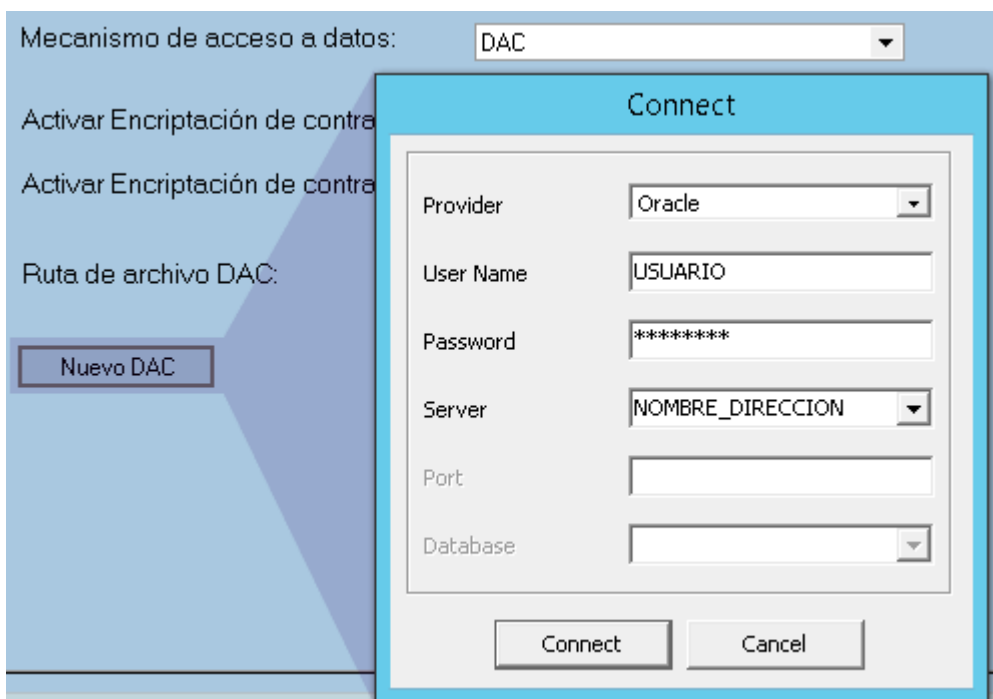 Mecanismo de acceso a datos: DAC
Connect
Activar Encriptación de contra
Activar Encriptación de contra
Ruta de archivo DAC:
Nuevo DAC
Provider Oracle
User Name USUARIO
Password ********
Server NOMBRE_DIRECCION
Port
Database
Connect Cancel